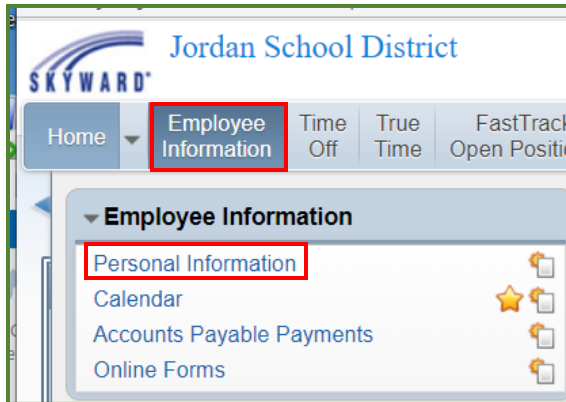 Jordan School District
SKYWARD
Home
Employee Information
Time Off
True Time
FastTrack
Open
Employee Information
Personal Information
Calendar
Accounts Payable Payments
Online Forms